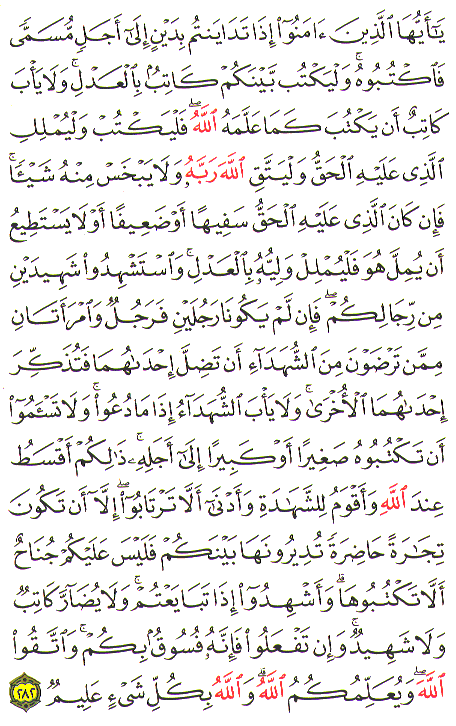 يَـٰٓأَيُّهَا ٱلَّذِينَ ءَامَنُوٓا۟ إِذَا تَدَايَنتُم بِدَيْنٍ إِلَىٰٓ أَجَلٍ مُّسَمًّى
فَٱكْتُبُوهُ ۚ وَلْيَكْتُب بَّيْنَكُمْ كَاتِبٌۢ بِٱلْعَدْلِ ۚ وَلَا يَأْبَ
كَاتِبٌ أَن يَكْتُبَ كَمَا عَلَّمَهُ ٱللَّهُ ۚ فَلْيَكْتُبْ وَلْيُمْلِلِ
ٱلَّذِى عَلَيْهِ ٱلْحَقُّ وَلْيَتَّقِ ٱللَّهَ رَبَّهُۥ وَلَا يَبْخَسْ مِنْهُ شَيْـًٔا ۚ
فَإِن كَانَ ٱلَّذِى عَلَيْهِ ٱلْحَقُّ سَفِيهًا أَوْ ضَعِيفًا أَوْ لَا يَسْتَطِيعُ
أَن يُمِلَّ هُوَ فَلْيُمْلِلْ وَلِيُّهُۥ بِٱلْعَدْلِ ۚ وَٱسْتَشْهِدُوا۟ شَهِيدَيْنِ
مِن رِّجَالِكُمْ ۖ فَإِن لَّمْ يَكُونَا رَجُلَيْنِ فَرَجُلٌ وَٱمْرَأَتَانِ
مِمَّن تَرْضَوْنَ مِنَ ٱلشُّهَدَآءِ أَن تَضِلَّ إِحْدَىٰهُمَا فَتُذَكِّرَ
إِحْدَىٰهُمَا ٱلْأُخْرَىٰ ۚ وَلَا يَأْبَ ٱلشُّهَدَآءُ إِذَا مَا دُعُوا۟ ۚ وَلَا تَسْـَٔمُوٓا۟
أَن تَكْتُبُوهُ صَغِيرًا أَوْ كَبِيرًا إِلَىٰٓ أَجَلِهِۦ ۚ ذَٰلِكُمْ أَقْسَطُ
عِندَ ٱللَّهِ وَأَقْوَمُ لِلشَّهَـٰدَةِ وَأَدْنَىٰٓ أَلَّا تَرْتَابُوٓا۟ ۖ إِلَّآ أَن تَكُونَ
تِجَـٰرَةً حَاضِرَةً تُدِيرُونَهَا بَيْنَكُمْ فَلَيْسَ عَلَيْكُمْ جُنَاحٌ
أَلَّا تَكْتُبُوهَا ۗ وَأَشْهِدُوٓا۟ إِذَا تَبَايَعْتُمْ ۚ وَلَا يُضَآرَّ كَاتِبٌ
وَلَا شَهِيدٌ ۚ وَإِن تَفْعَلُوا۟ فَإِنَّهُۥ فُسُوقٌۢ بِكُمْ ۗ وَٱتَّقُوا۟
ٱللَّهَ ۖ وَيُعَلِّمُكُمُ ٱللَّهُ ۗ وَٱللَّهُ بِكُلِّ شَىْءٍ عَلِيمٌ ٢٨٢